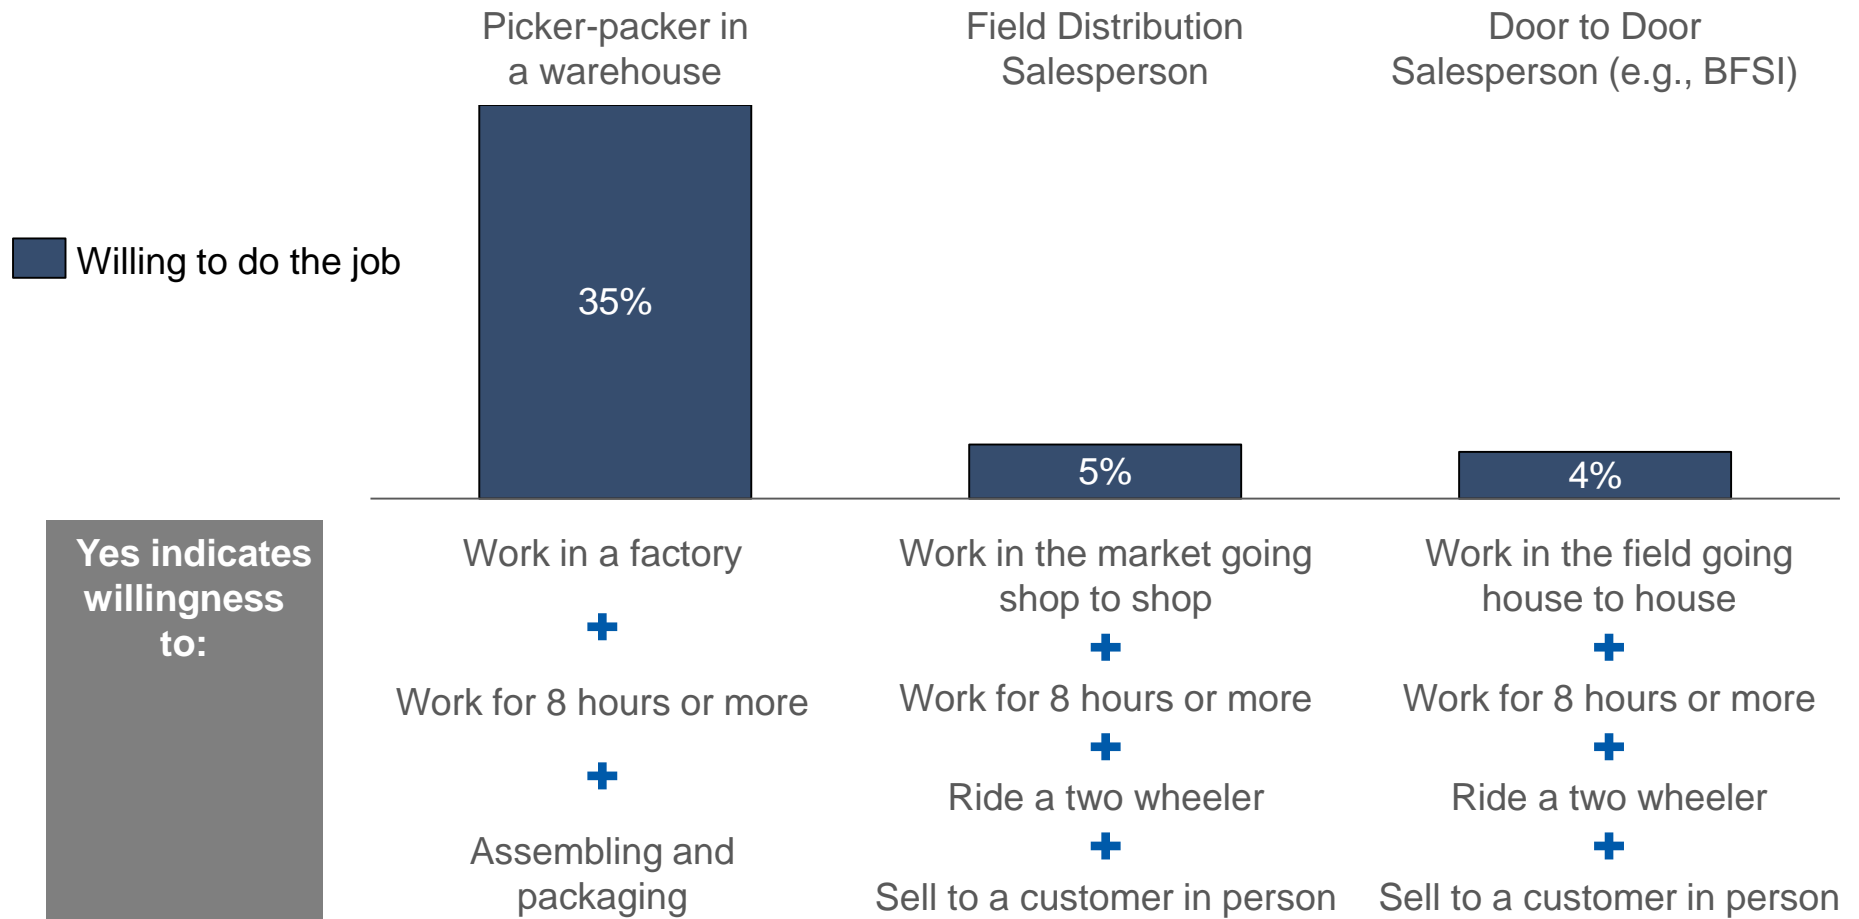 Picker-packer in
a warehouse
Field Distribution
Salesperson
Door to Door
Salesperson (e.g., BFSI)
Willing to do the job
35%
5%
4%
Yes indicates
willingness
to:
Work in a factory
Work for 8 hours or more
Assembling and
packaging
Work in the market going
shop to shop
Work for 8 hours or more
Ride a two wheeler
Sell to a customer in person
Work in the field going
house to house
Work for 8 hours or more
Ride a two wheeler
Sell to a customer in person